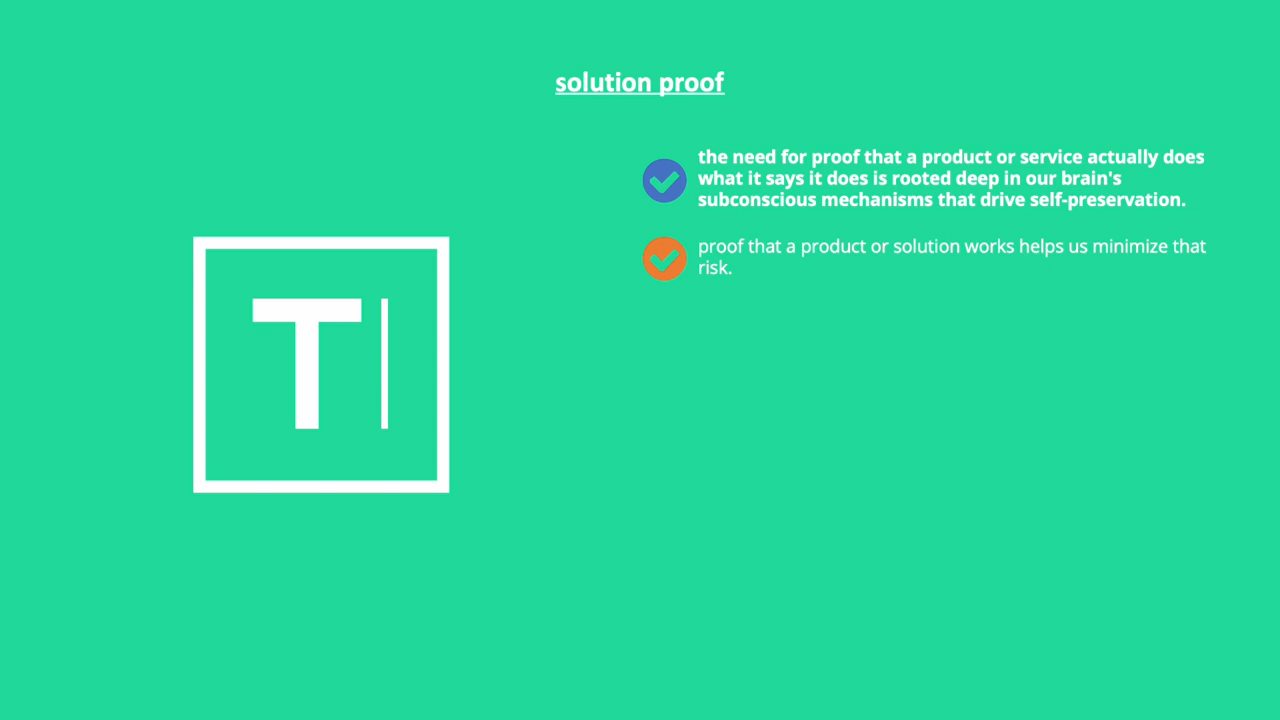 solution proof
the need for proof that a product or service actually does
what it says it does is rooted deep in our brain's
subconscious mechanisms that drive self-preservation.
proof that a product or solution works helps us minimize that
risk.
T|